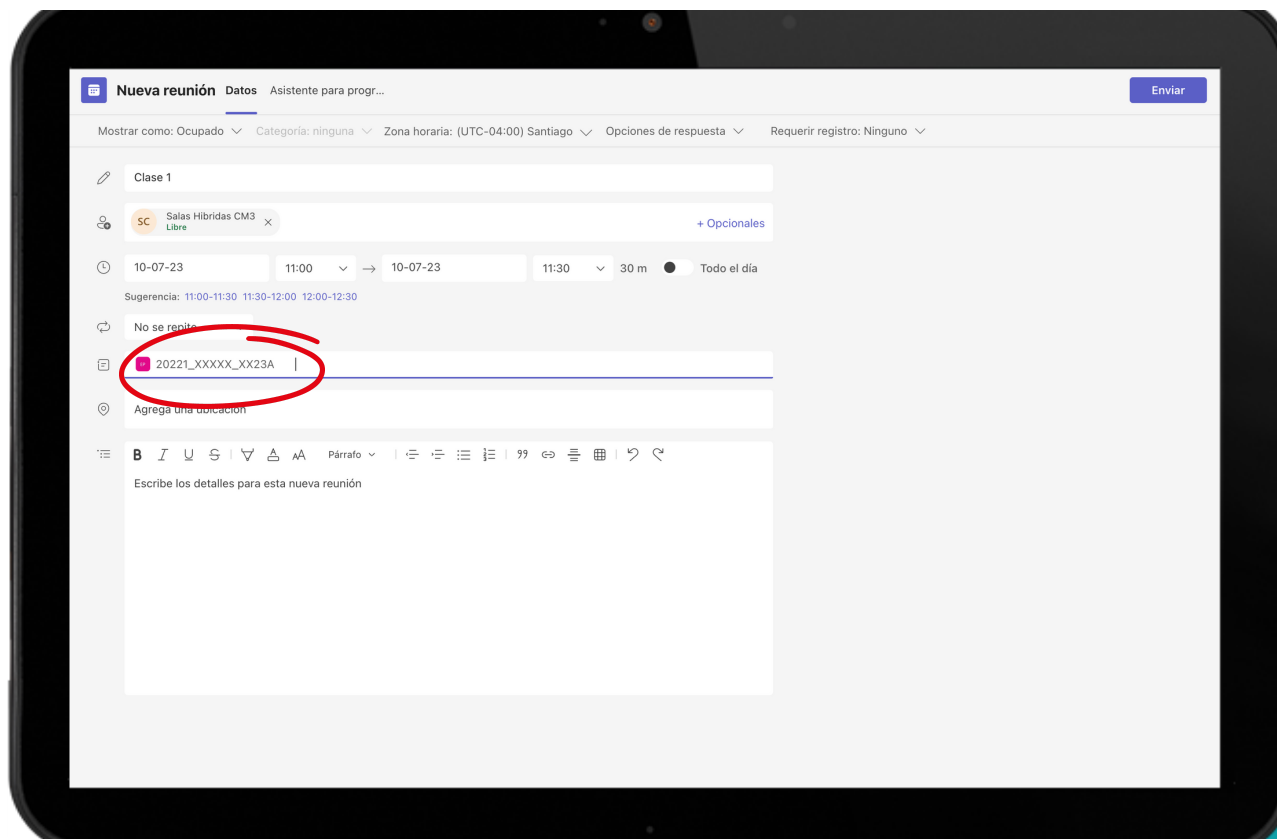 Nueva reunión Datos Asistente para progr... Enviar
Mostrar como: Ocupado Categoría: ninguna Zona horaria: (UTC-04:00) Santiago Opciones de respuesta Requerir registro: Ninguno
Clase 1
SC Salas Hibridas CM3
Libre
+ Opcionales
10-07-23 11:00 → 10-07-23 11:30 30 m Todo el día
Sugerencia: 11:00-11:30 11:30-12:00 12:00-12:30
No se repite
20221_XXXXX_XX23A
Agrega una ubicación
B I U S AA Párrafo
Escribe los detalles para esta nueva reunión